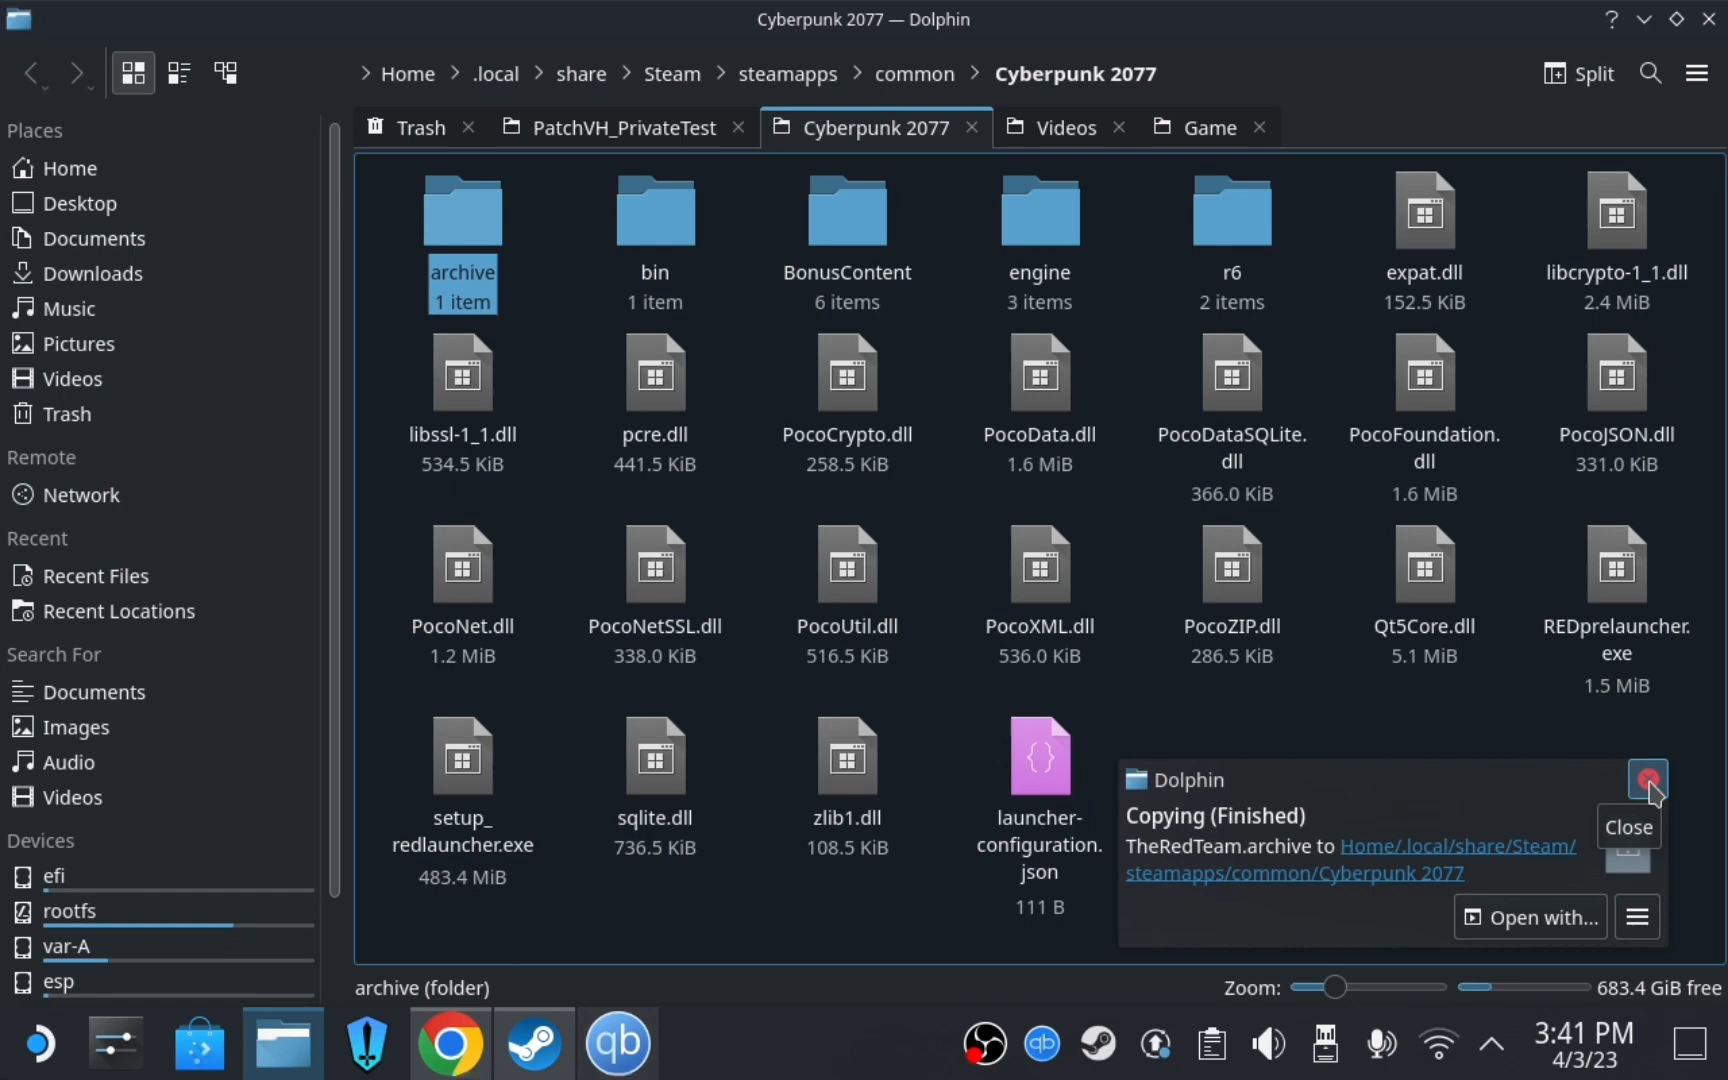 Cyberpunk 2077 — Dolphin
Home .local share Steam steamapps common Cyberpunk 2077
Split
Places
Home
Desktop
Documents
Downloads
Music
Pictures
Videos
Trash
Remote
Network
Recent
Recent Files
Recent Locations
Search For
Documents
Images
Audio
Videos
Devices
efi
rootfs
var-A
esp
Trash PatchVH_PrivateTest Cyberpunk 2077 Videos Game
archive
1 item
bin
1 item
BonusContent
6 items
engine
3 items
r6
2 items
expat.dll
152.5 KiB
libcrypto-1_1.dll
2.4 MiB
libssl-1_1.dll
534.5 KiB
pcre.dll
441.5 KiB
PocoCrypto.dll
258.5 KiB
PocoData.dll
1.6 MiB
PocoDataSQLite.
dll
366.0 KiB
PocoFoundation.
dll
1.6 MiB
PocoJSON.dll
331.0 KiB
PocoNet.dll
1.2 MiB
PocoNetSSL.dll
338.0 KiB
PocoUtil.dll
516.5 KiB
PocoXML.dll
536.0 KiB
PocoZIP.dll
286.5 KiB
Qt5Core.dll
5.1 MiB
REDprelauncher.
exe
1.5 MiB
setup_
redlauncher.exe
483.4 MiB
sqlite.dll
736.5 KiB
zlib1.dll
108.5 KiB
launcher-
configuration.
json
111 B
Dolphin
Copying (Finished)
Close
TheRedTeam.archive to Home/.local/share/Steam/
steamapps/common/Cyberpunk 2077
Open with...
archive (folder)
Zoom:
683.4 GiB free
qb
qb
3:41 PM
4/3/23